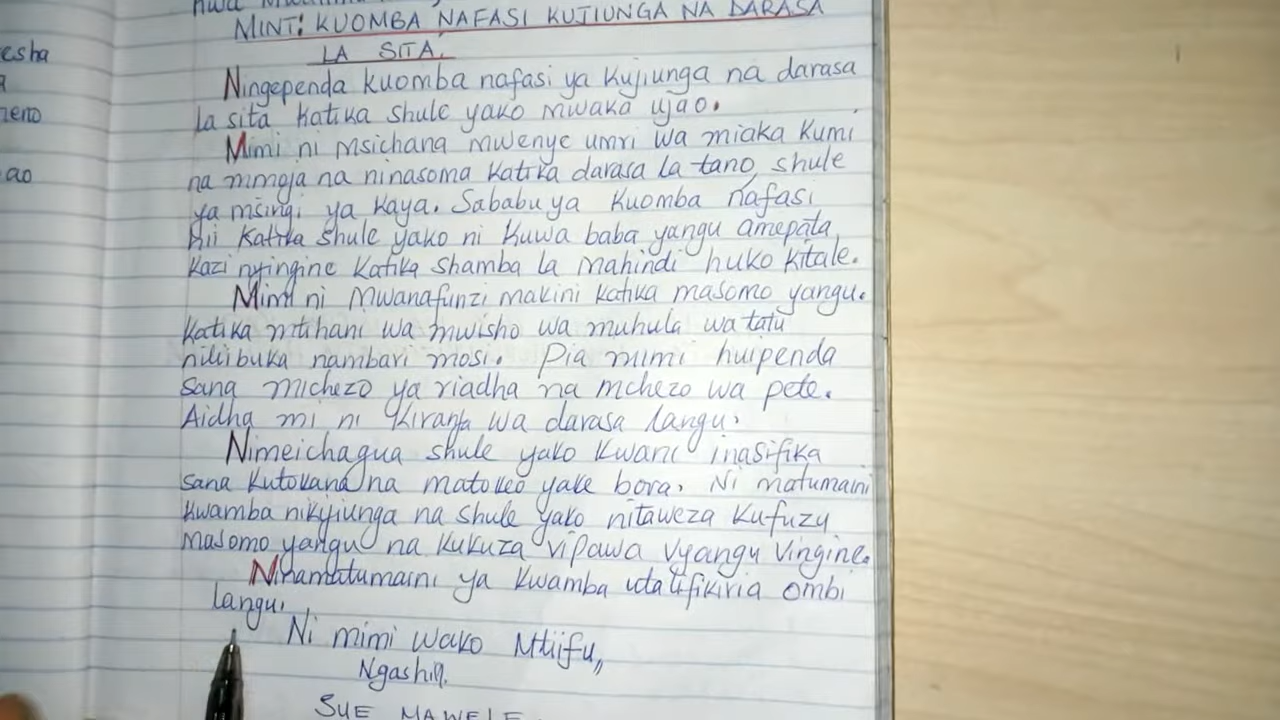 esha
a
neno
ao
MINT: KUOMBA NAFASI KUJIUNGA NA DARASA
LA SITA.
Ningependa kuomba nafasi ya kujiunga na darasa
la sita katika shule yako mwaka ujao.
Mimi ni msichana mwenye umri wa miaka kumi
na mmoja na ninasoma katika darasa la tano, shule
ya msingi ya kaya. Sababu ya kuomba nafasi
hii katika shule yako ni kuwa baba yangu amepata
kazi nyingine katika shamba la mahindi huko kitale.
Mimi ni mwanafunzi makini katika masomo yangu.
katika mtihani wa mwisho wa muhula wa tatu
niliibuka nambari mosi. Pia mimi huipenda
sana michezo ya riadha na mchezo wa pete.
Aidha mi ni kiranja wa darasa langu.
Nimeichagua shule yako kwani inasifika
sana kutokana na matokeo yake bora. Ni matumaini
kwamba nikijiunga na shule yako nitaweza kufuzu
masomo yangu na kukuza vipawa vyangu vingine.
Ninamatumaini ya kwamba utalifikiria ombi
langu.
Ni mimi wako Mtiifu,,
SUE MAWELE